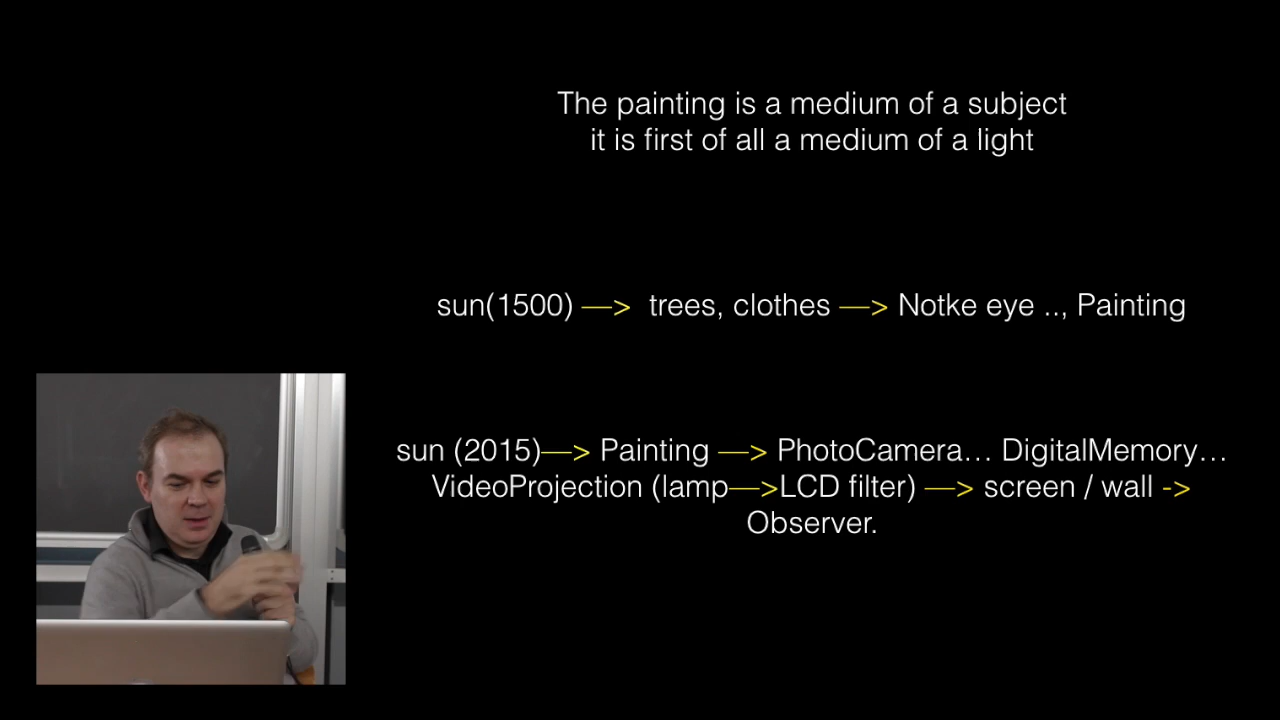 The painting is a medium of a subject
it is first of all a medium of a light
sun(1500) —> trees, clothes —> Notke eye .., Painting
sun (2015)—> Painting —> PhotoCamera… DigitalMemory…
VideoProjection (lamp—>LCD filter) —> screen / wall ->
Observer.